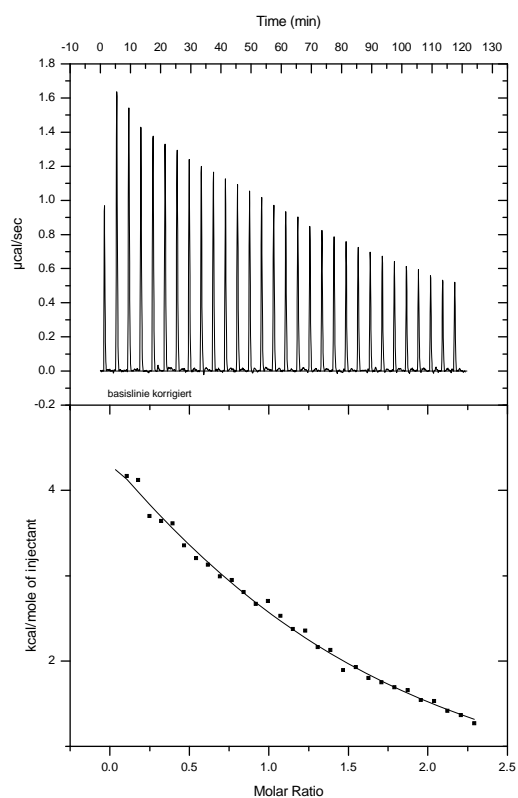 Time (min)
-10 0 10 20 30 40 50 60 70 80 90 100 110 120 130
1.8
1.6
1.4
1.2
1.0
0.8
0.6
0.4
0.2
0.0
-0.2
µcal/sec
basislinie korrigiert
4
2
kcal/mole of injectant
0.0 0.5 1.0 1.5 2.0 2.5
Molar Ratio